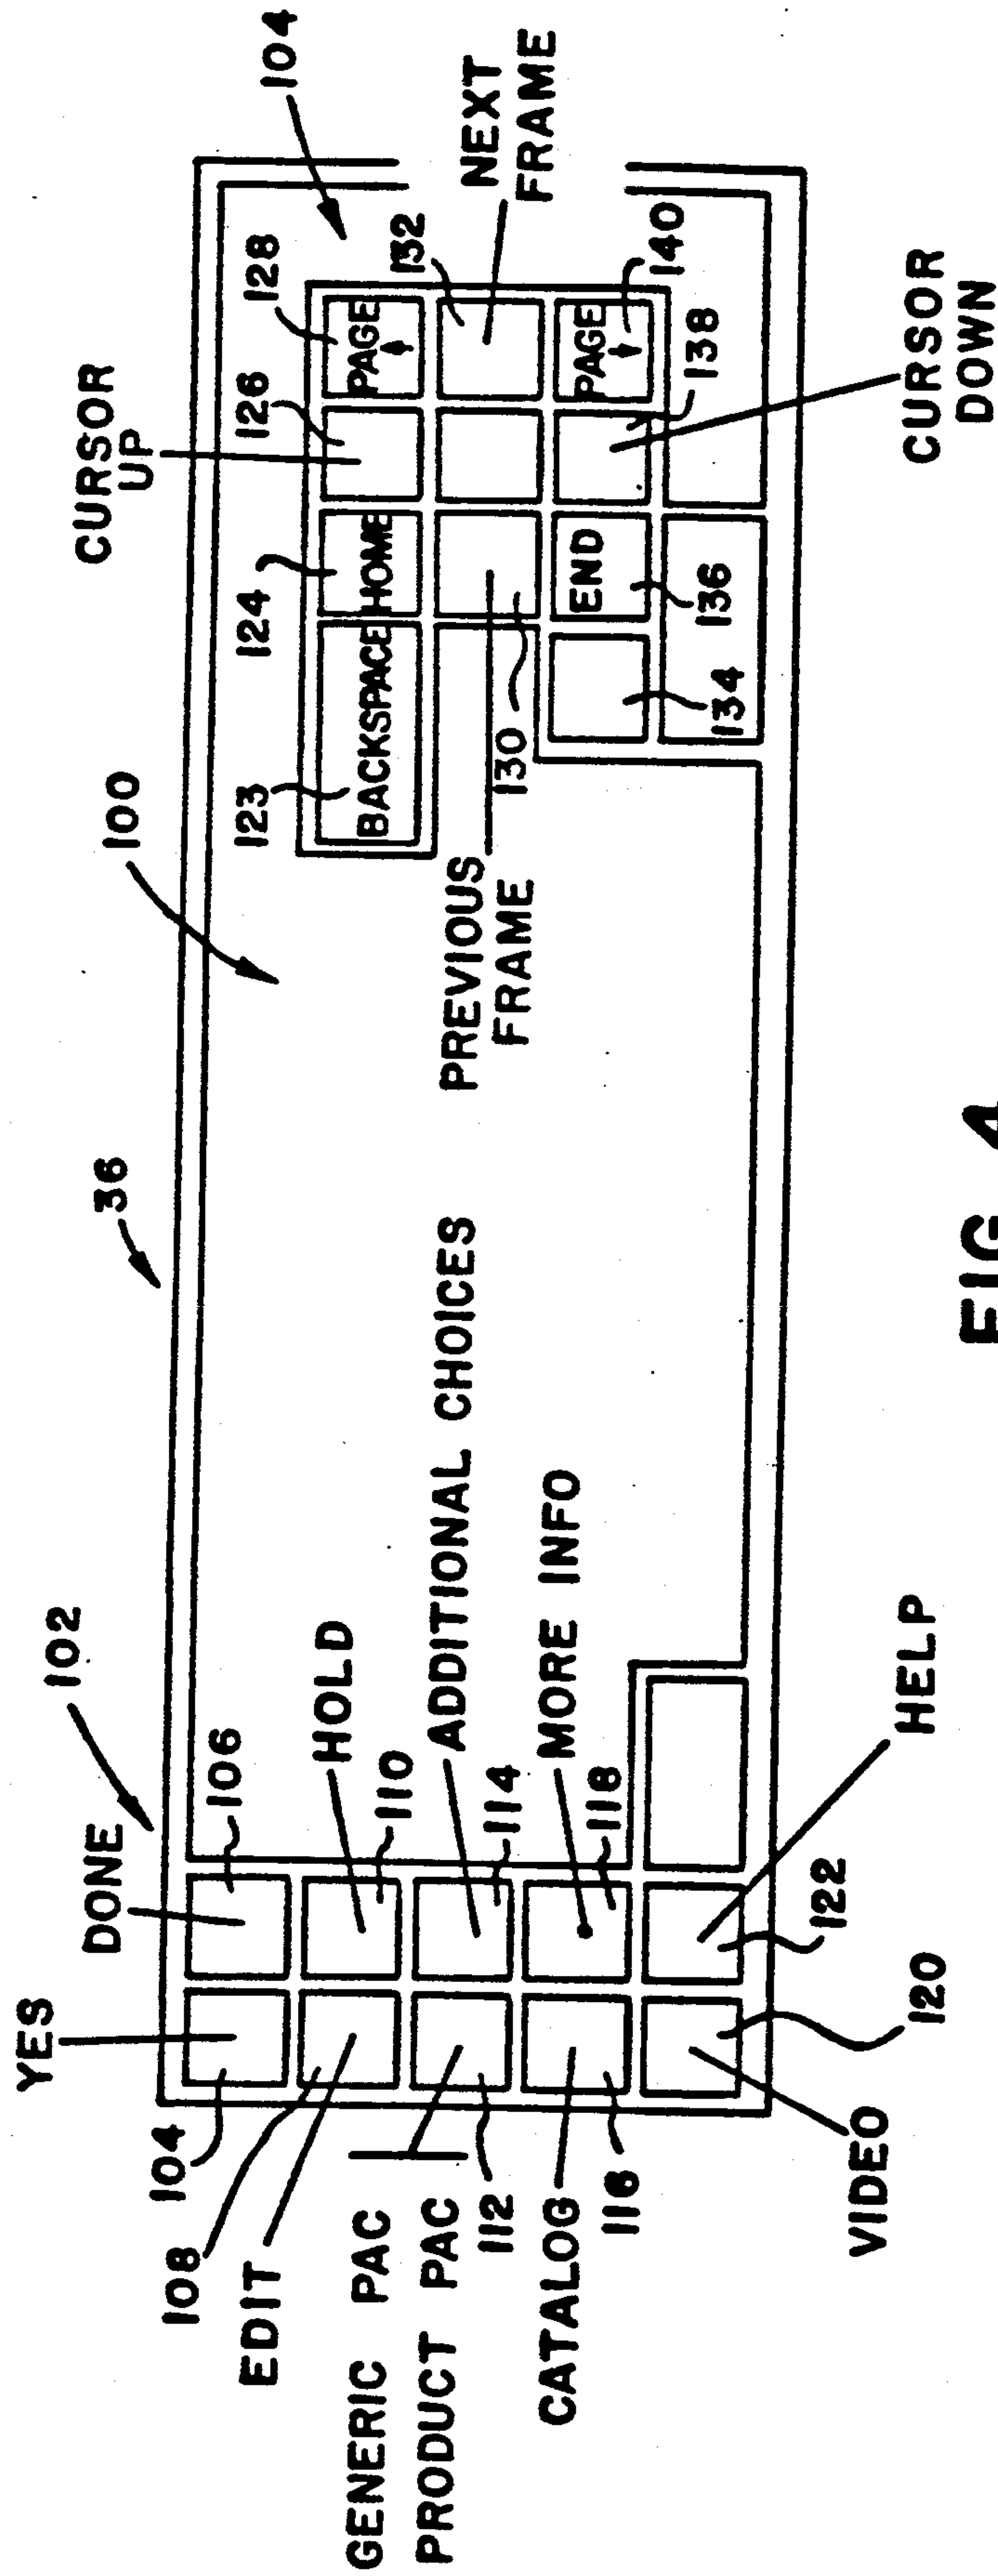 36
102
100
104
YES
DONE
104
106
108
EDIT
HOLD
110
GENERIC PAC
PRODUCT PAC
112
ADDITIONAL CHOICES
114
CATALOG
116
MORE INFO
118
VIDEO
120
122
HELP
CURSOR
UP
123
124
126
128
BACKSPACE
HOME
PAGE
PREVIOUS
FRAME
130
132
NEXT
FRAME
134
END
136
138
PAGE
140
CURSOR
DOWN
FIG. 4